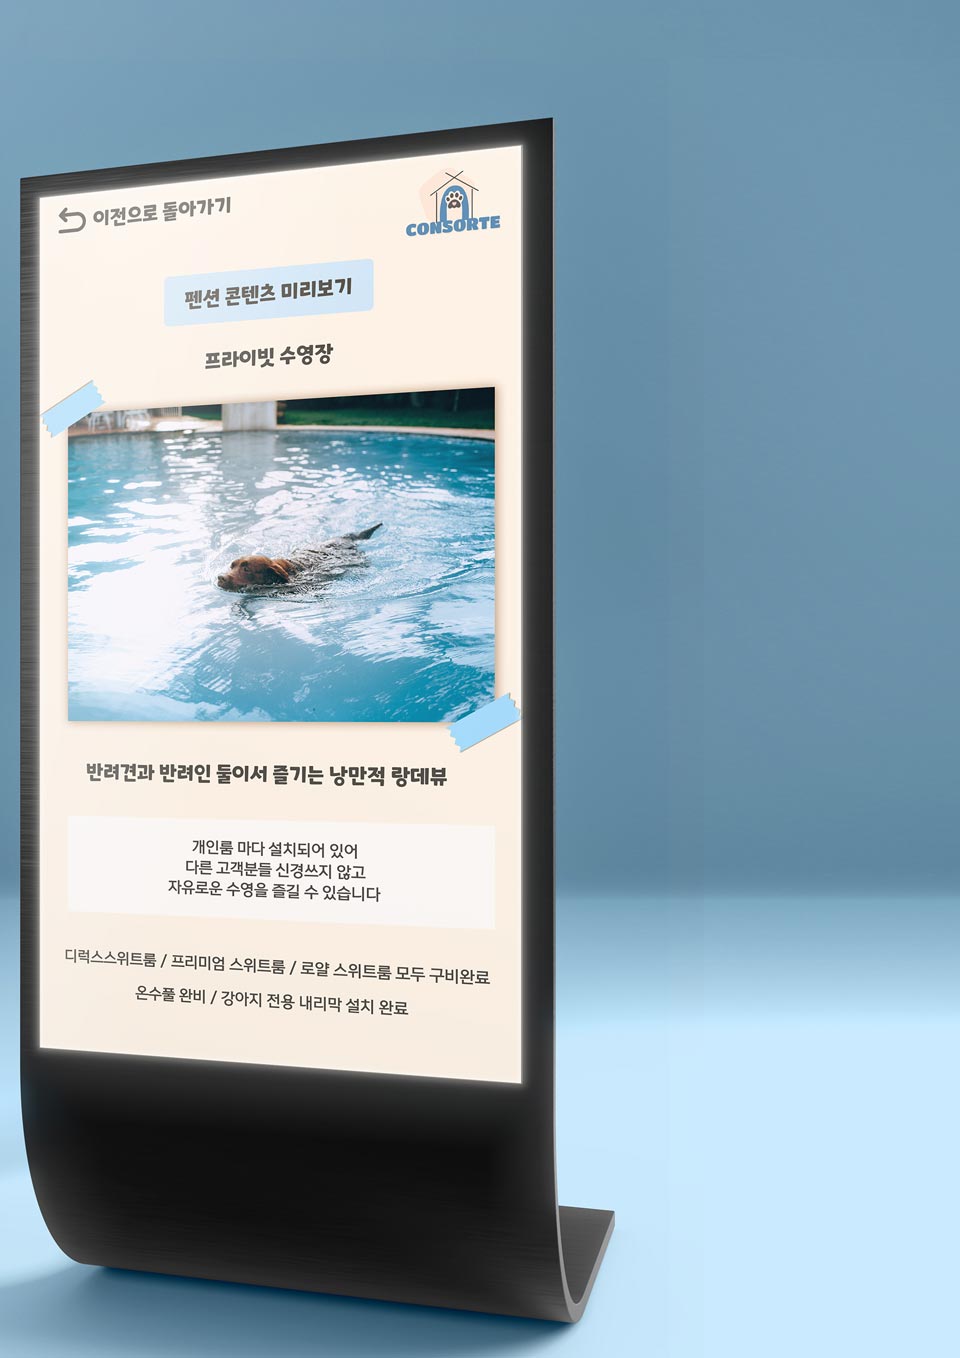 이전으로 돌아가기
CONSORTE
펜션 콘텐츠 미리보기
프라이빗 수영장
반려견과 반려인 둘이서 즐기는 낭만적 랑데뷰
개인룸 마다 설치되어 있어
다른 고객분들 신경쓰지 않고
자유로운 수영을 즐길 수 있습니다
디럭스스위트룸 / 프리미엄 스위트룸 / 로얄 스위트룸 모두 구비완료
온수풀 완비 / 강아지 전용 내리막 설치 완료